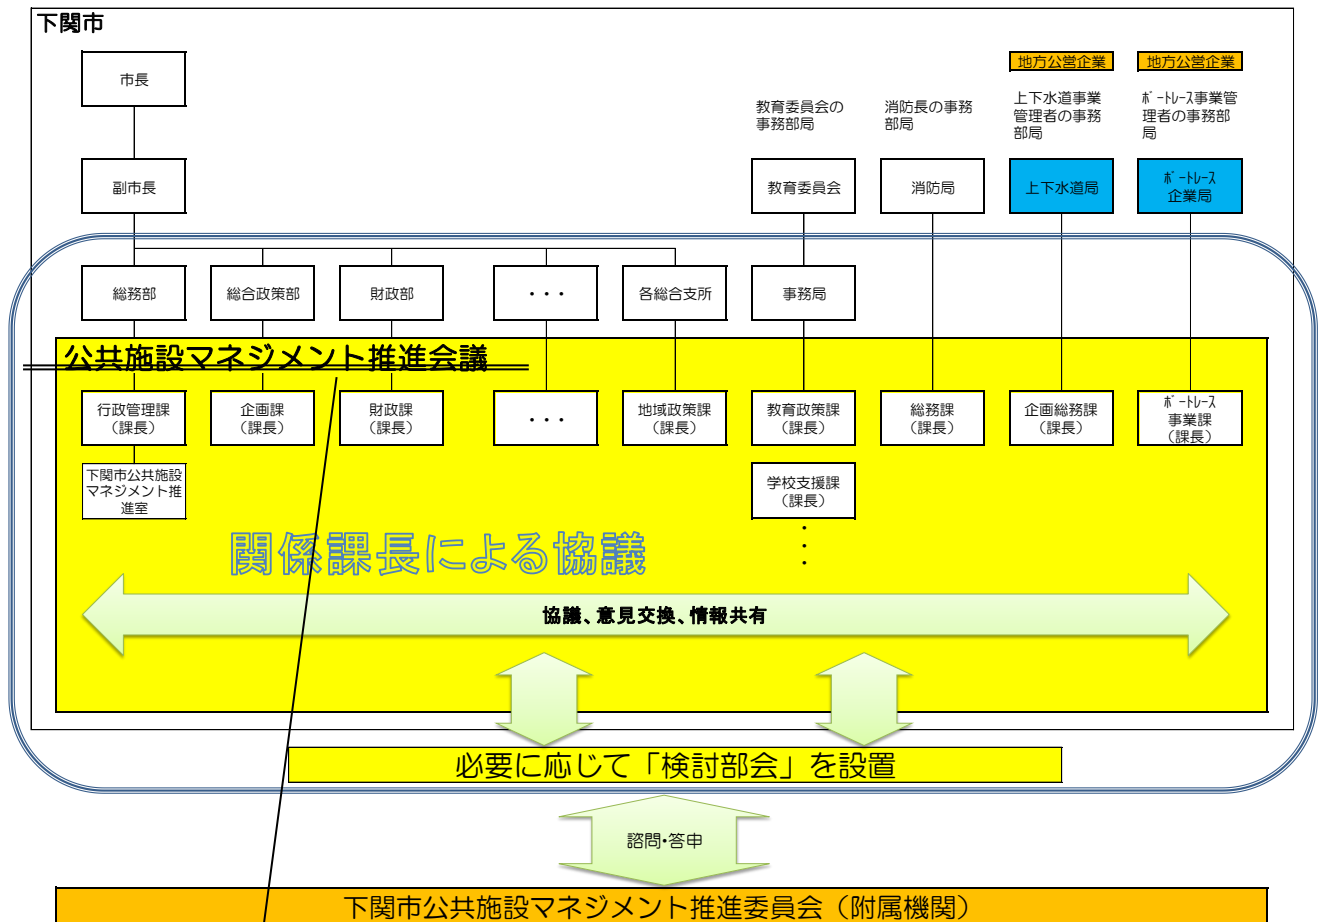 下関市
市長
教育委員会の
事務部局
消防長の事務
部局
地方公営企業
上下水道事業
管理者の事務
部局
地方公営企業
ﾎﾞｰﾄﾚｰｽ事業管
理者の事務部
局
副市長
教育委員会
消防局
上下水道局
ﾎﾞｰﾄﾚｰｽ
企業局
総務部
総合政策部
財政部
・・・
各総合支所
事務局
公共施設マネジメント推進会議
行政管理課
（課長）
企画課
（課長）
財政課
（課長）
・・・
地域政策課
（課長）
教育政策課
（課長）
総務課
（課長）
企画総務課
（課長）
ﾎﾞｰﾄﾚｰｽ
事業課
（課長）
下関市公共施設
マネジメント推
進室
学校支援課
（課長）
・
・
・
関係課長による協議
協議、意見交換、情報共有
必要に応じて「検討部会」を設置
諮問・答申
下関市公共施設マネジメント推進委員会（附属機関）